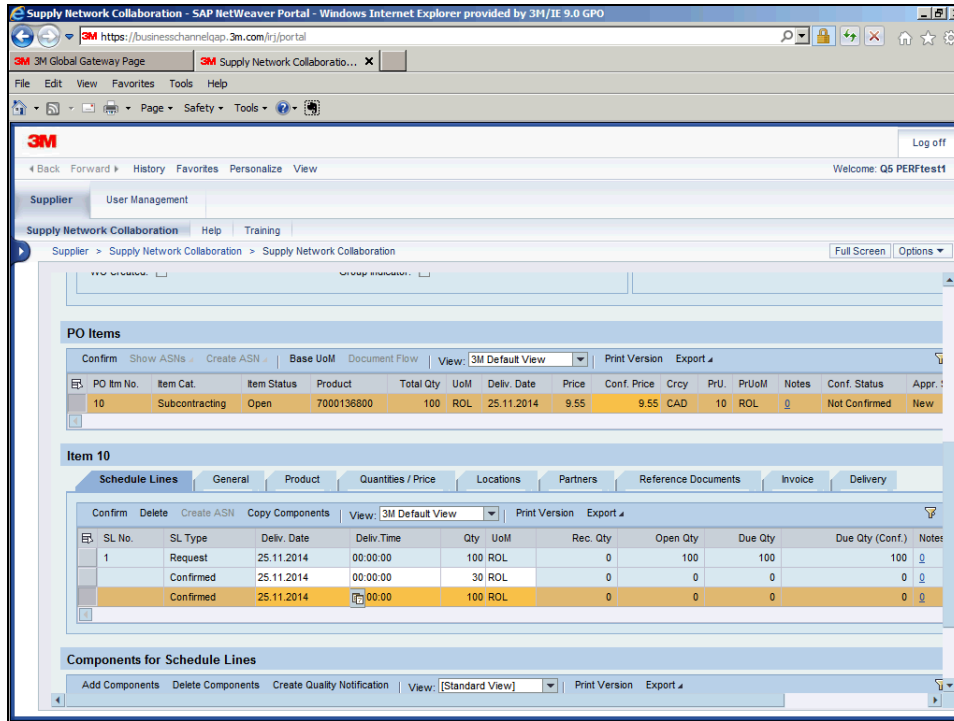 Supply Network Collaboration - SAP NetWeaver Portal - Windows Internet Explorer provided by 3M/IE 9.0 GPO
3M https://businesschannelqap.3m.com/irj/portal
3M 3M Global Gateway Page 3M Supply Network Collaboratio... X
File Edit View Favorites Tools Help
Page Safety Tools
3M Log off
Back Forward History Favorites Personalize View Welcome: Q5 PERFtest1
Supplier User Management
Supply Network Collaboration Help Training
Supplier > Supply Network Collaboration > Supply Network Collaboration Full Screen Options
PO Items
Confirm Show ASNs Create ASN Base UoM Document Flow View: 3M Default View Print Version Export
PO Itm No. Item Cat. Item Status Product Total Qty UoM Deliv. Date Price Conf. Price Crcy PrU. PrUoM Notes Conf. Status Appr.
10 Subcontracting Open 7000136800 100 ROL 25.11.2014 9.55 9.55 CAD 10 ROL 0 Not Confirmed New
Item 10
Schedule Lines General Product Quantities / Price Locations Partners Reference Documents Invoice Delivery
Confirm Delete Create ASN Copy Components View: 3M Default View Print Version Export
SL No. SL Type Deliv. Date Deliv.Time Qty UoM Rec. Qty Open Qty Due Qty Due Qty (Conf.) Notes
1 Request 25.11.2014 00:00:00 100 ROL 0 100 100 100 0
Confirmed 25.11.2014 00:00:00 30 ROL 0 0 0 0 0
Confirmed 25.11.2014 00:00 100 ROL 0 0 0 0 0
Components for Schedule Lines
Add Components Delete Components Create Quality Notification View: [Standard View] Print Version Export